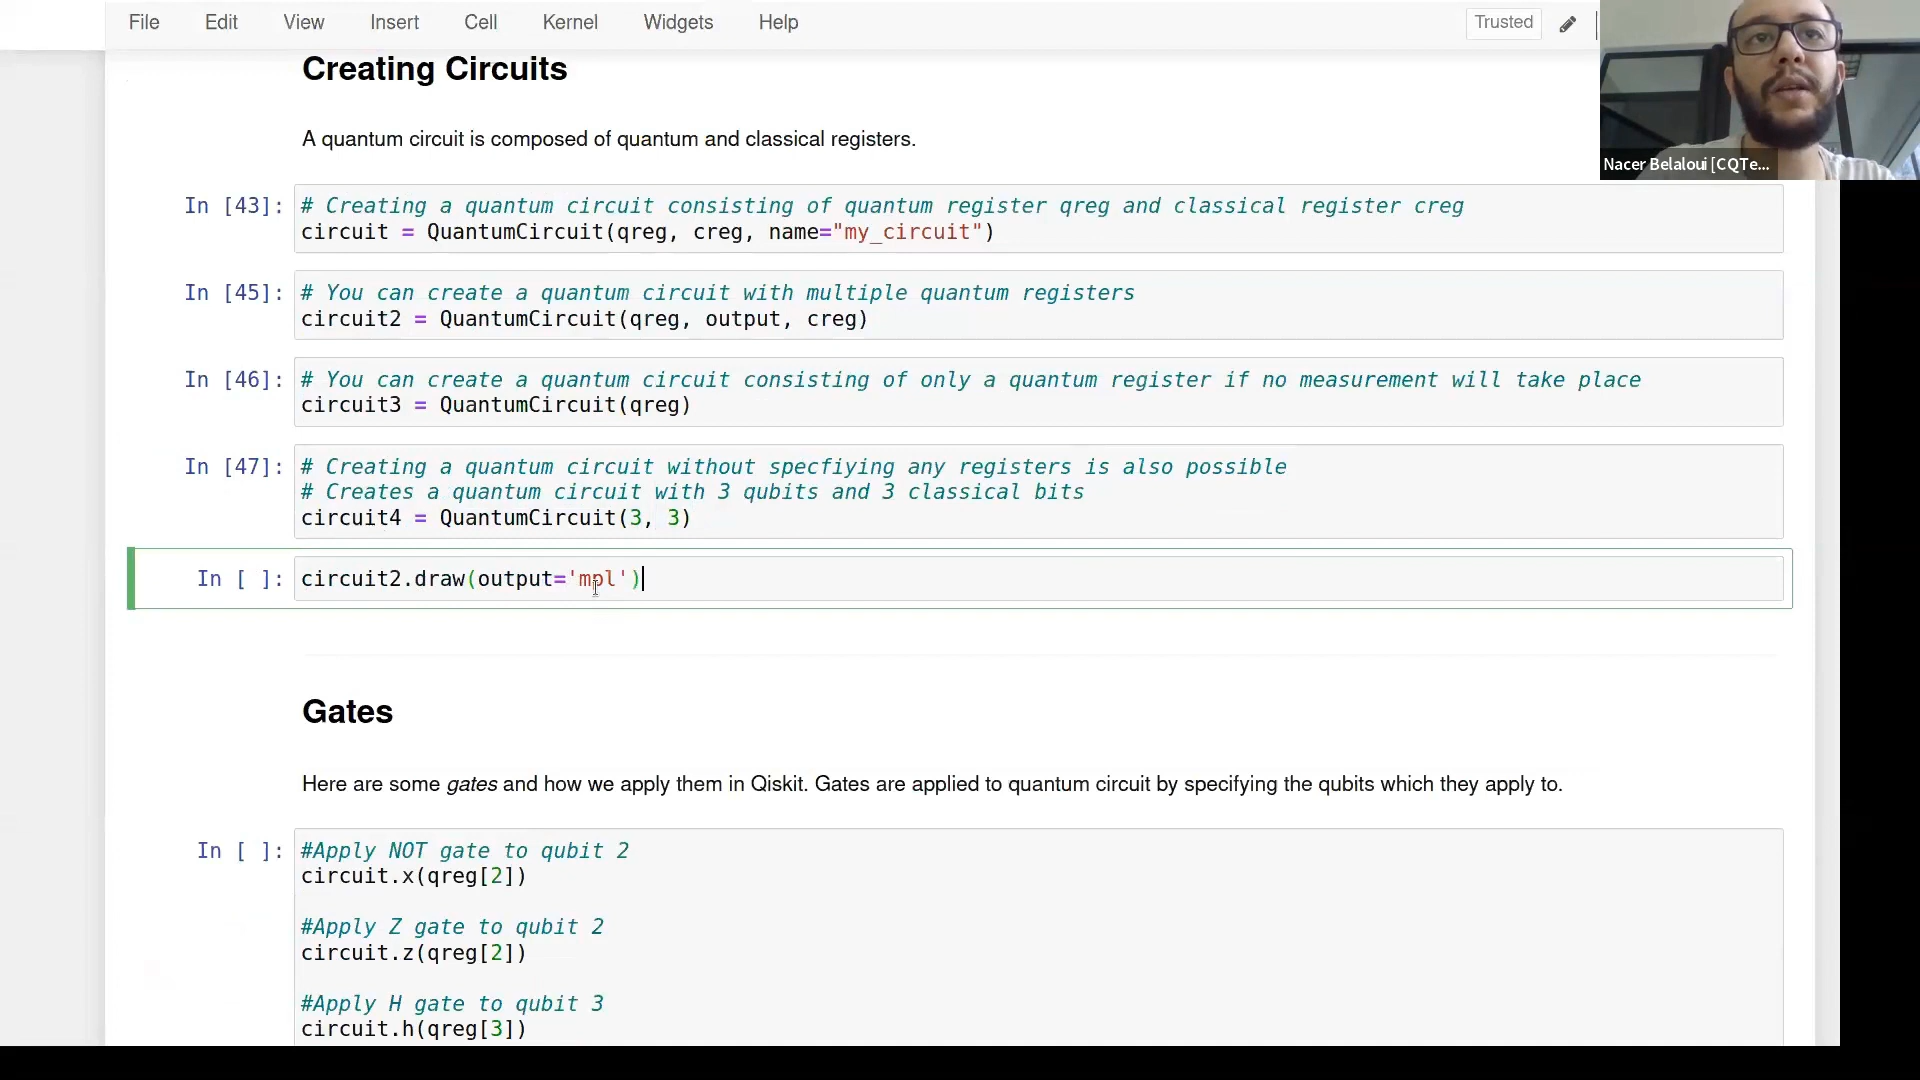 File Edit View Insert Cell Kernel Widgets Help Trusted
Nacer Belaloui [CQTe...
Creating Circuits
A quantum circuit is composed of quantum and classical registers.
In [43]: # Creating a quantum circuit consisting of quantum register qreg and classical register creg
circuit = QuantumCircuit(qreg, creg, name="my_circuit")
In [45]: # You can create a quantum circuit with multiple quantum registers
circuit2 = QuantumCircuit(qreg, output, creg)
In [46]: # You can create a quantum circuit consisting of only a quantum register if no measurement will take place
circuit3 = QuantumCircuit(qreg)
In [47]: # Creating a quantum circuit without specfiying any registers is also possible
# Creates a quantum circuit with 3 qubits and 3 classical bits
circuit4 = QuantumCircuit(3, 3)
In [ ]: circuit2.draw(output='mpl')
Gates
Here are some gates and how we apply them in Qiskit. Gates are applied to quantum circuit by specifying the qubits which they apply to.
In [ ]: #Apply NOT gate to qubit 2
circuit.x(qreg[2])
#Apply Z gate to qubit 2
circuit.z(qreg[2])
#Apply H gate to qubit 3
circuit.h(qreg[3])